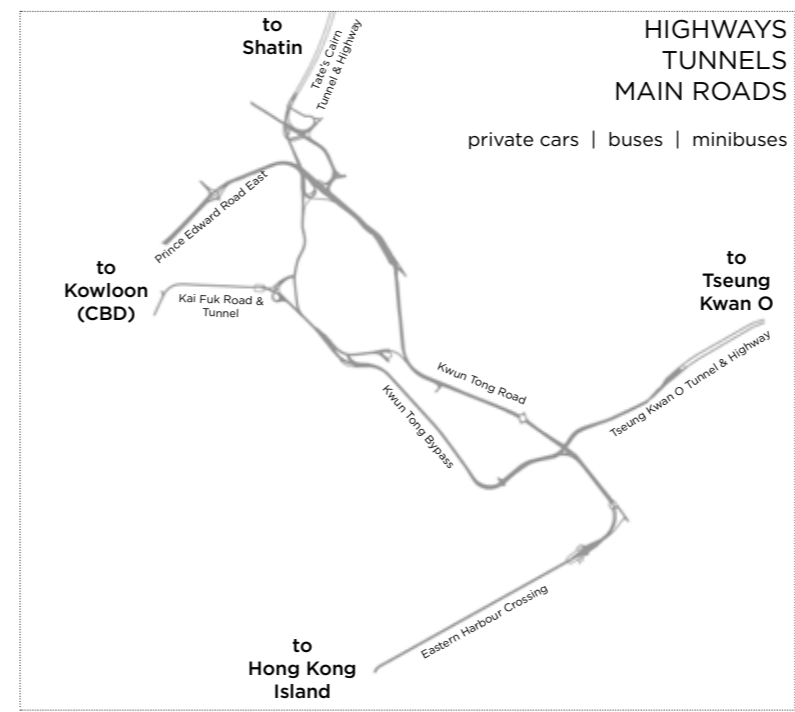 HIGHWAYS
TUNNELS
MAIN ROADS
private cars | buses | minibuses
to
Shatin
Tate's Cairn
Tunnel & Highway
Prince Edward Road East
to
Kowloon
(CBD)
Kai Fuk Road &
Tunnel
to
Tseung
Kwan O
Kwun Tong Road
Tseung Kwan O Tunnel & Highway
Kwun Tong Bypass
Eastern Harbour Crossing
to
Hong Kong
Island